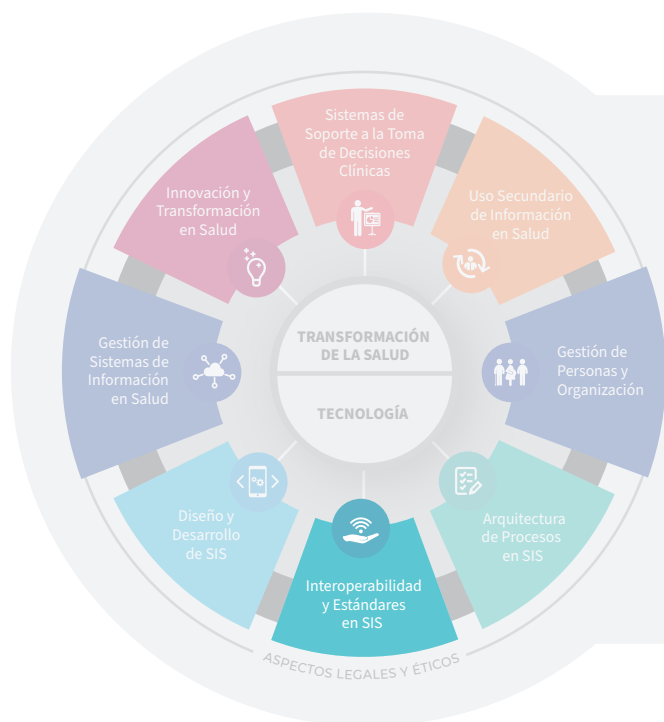 Sistemas de
Soporte a la Toma
de Decisiones
Clínicas
Uso Secundario
de Información
en Salud
Gestión de
Personas y
Organización
Arquitectura
de Procesos
en SIS
Interoperabilidad
y Estándares
en SIS
Diseño y
Desarrollo
de SIS
Gestión de
Sistemas de
Información
en Salud
Innovación y
Transformación
en Salud
TRANSFORMACIÓN
DE LA SALUD
TECNOLOGÍA
ASPECTOS LEGALES Y ÉTICOS